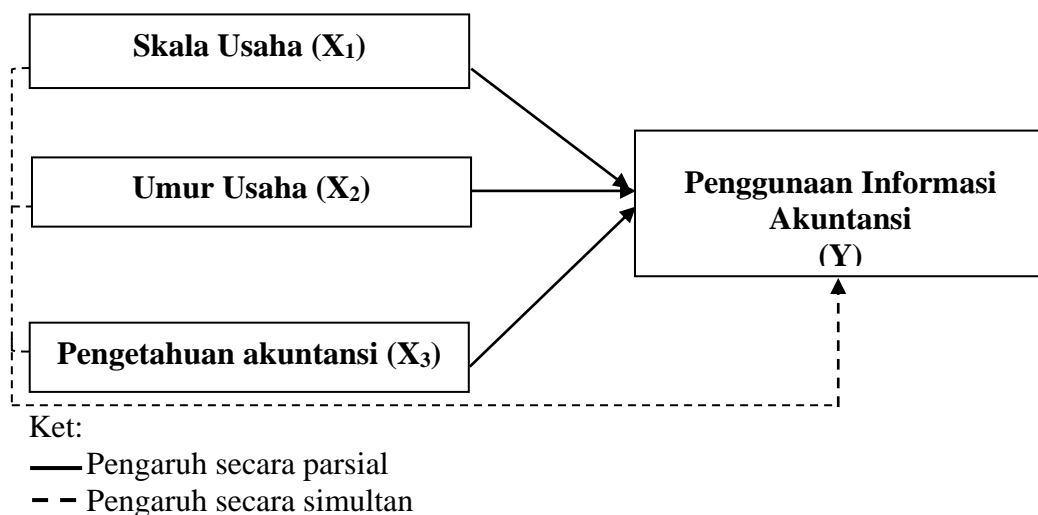 Skala Usaha (X₁)
Umur Usaha (X₂)
Pengetahuan akuntansi (X₃)
Penggunaan Informasi
Akuntansi
(Y)
Ket:
Pengaruh secara parsial
Pengaruh secara simultan